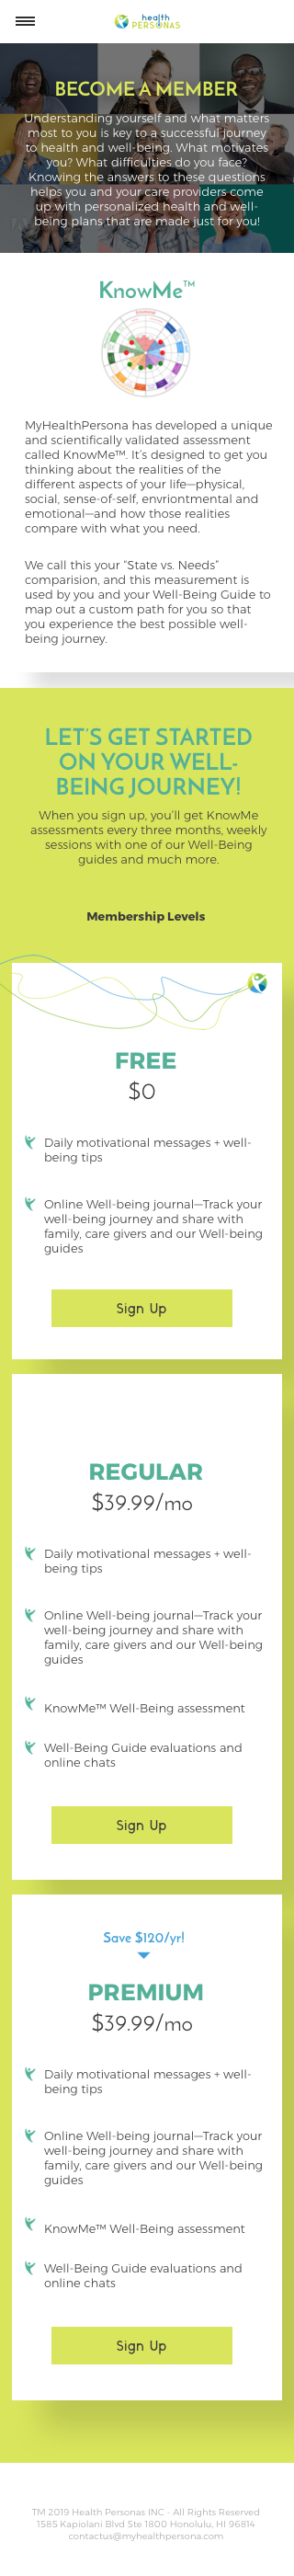 health
PERSONAS
BECOME A MEMBER
Understanding yourself and what matters
most to you is key to a successful journey
to health and well-being. What motivates
you? What difficulties do you face?
Knowing the answers to these questions
helps you and your care providers come
up with personalized health and well-
being plans that are made just for you!
KnowMe™
MyHealthPersona has developed a unique
and scientifically validated assessment
called KnowMe™. It's designed to get you
thinking about the realities of the
different aspects of your life—physical,
social, sense-of-self, envriontmental and
emotional—and how those realities
compare with what you need.
We call this your “State vs. Needs”
comparision, and this measurement is
used by you and your Well-Being Guide to
map out a custom path for you so that
you experience the best possible well-
being journey.
LET'S GET STARTED
ON YOUR WELL-
BEING JOURNEY!
When you sign up, you'll get KnowMe
assessments every three months, weekly
sessions with one of our Well-Being
guides and much more.
Membership Levels
FREE
$0
Daily motivational messages + well-
being tips
Online Well-being journal—Track your
well-being journey and share with
family, care givers and our Well-being
guides
Sign Up
REGULAR
$39.99/mo
Daily motivational messages + well-
being tips
Online Well-being journal—Track your
well-being journey and share with
family, care givers and our Well-being
guides
KnowMe™ Well-Being assessment
Well-Being Guide evaluations and
online chats
Sign Up
Save $120/yr!
PREMIUM
$39.99/mo
Daily motivational messages + well-
being tips
Online Well-being journal—Track your
well-being journey and share with
family, care givers and our Well-being
guides
KnowMe™ Well-Being assessment
Well-Being Guide evaluations and
online chats
Sign Up
TM 2019 Health Personas INC - All Rights Reserved
1585 Kapiolani Blvd Ste 1800 Honolulu, HI 96814
contactus@myhealthpersona.com